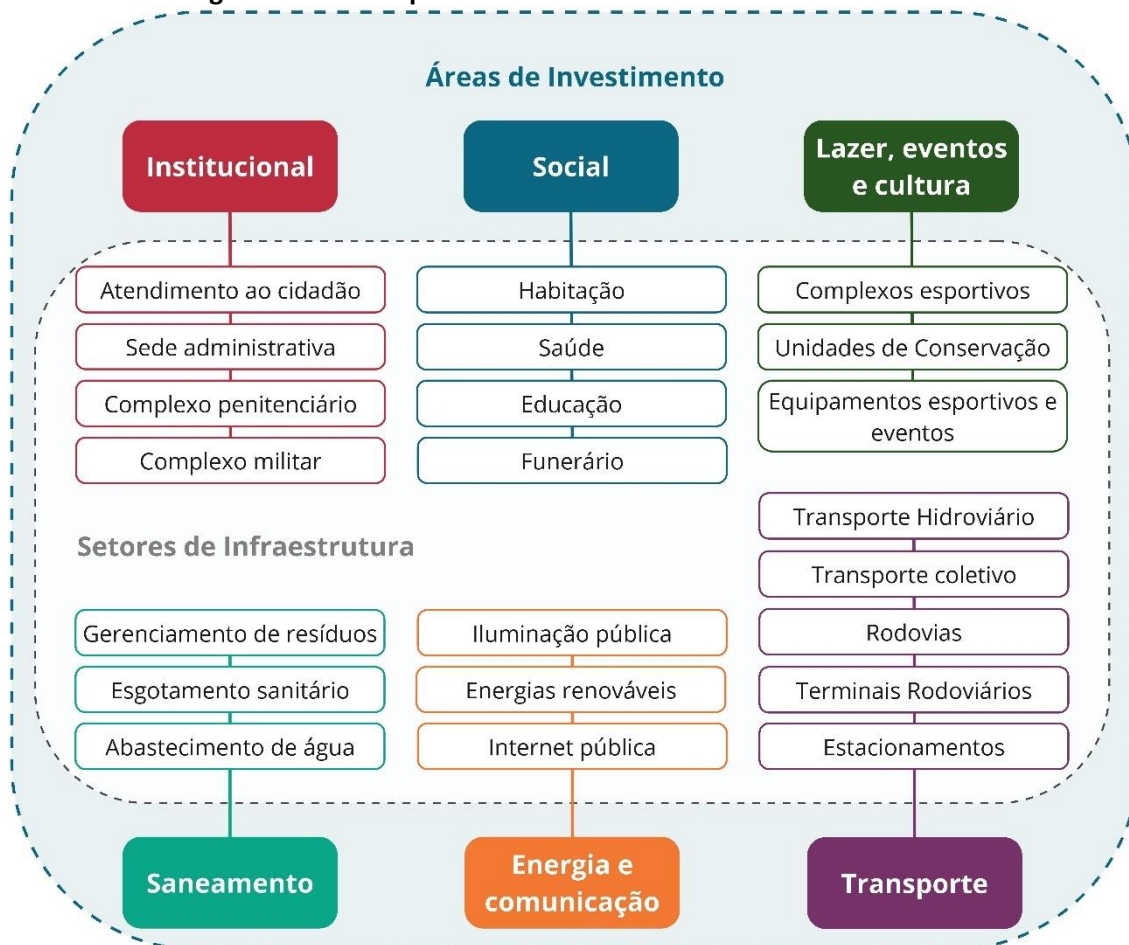 Áreas de Investimento
Institucional
Atendimento ao cidadão
Sede administrativa
Complexo penitenciário
Complexo militar
Social
Habitação
Saúde
Educação
Funerário
Lazer, eventos
e cultura
Complexos esportivos
Unidades de Conservação
Equipamentos esportivos e
eventos
Setores de Infraestrutura
Gerenciamento de resíduos
Esgotamento sanitário
Abastecimento de água
Saneamento
Iluminação pública
Energias renováveis
Internet pública
Energia e
comunicação
Transporte Hidroviário
Transporte coletivo
Rodovias
Terminais Rodoviários
Estacionamentos
Transporte